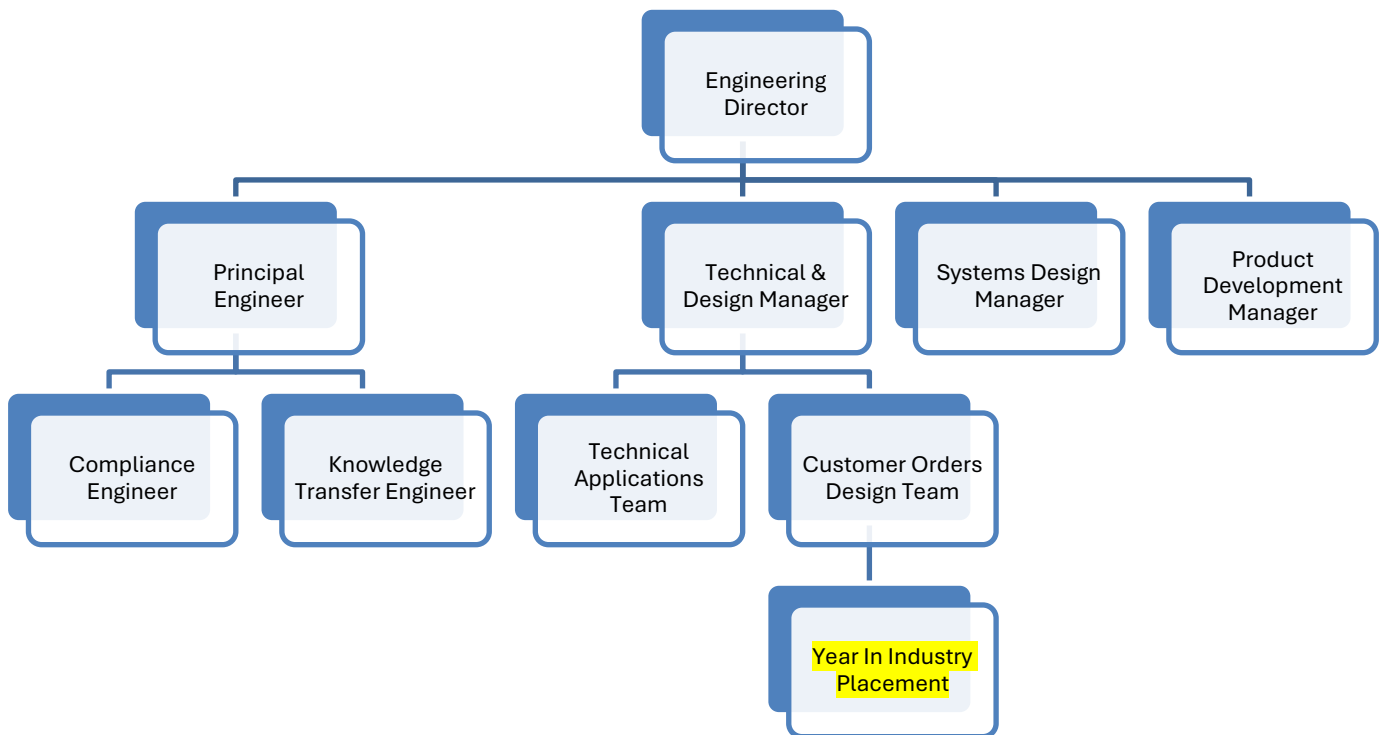 Engineering
Director
Principal
Engineer
Technical &
Design Manager
Systems Design
Manager
Product
Development
Manager
Compliance
Engineer
Knowledge
Transfer Engineer
Technical
Applications
Team
Customer Orders
Design Team
Year In Industry
Placement